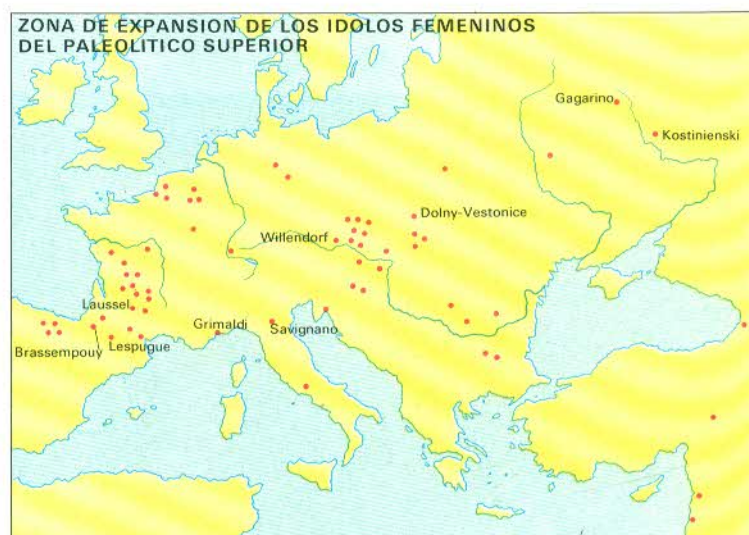 ZONA DE EXPANSION DE LOS IDOLOS FEMENINOS
DEL PALEOLITICO SUPERIOR
Gagarino
Kostinienski
Dolny-Vestonice
Willendorf
Laussel
Grimaldi
Savignano
Brassempouy
Lespugue